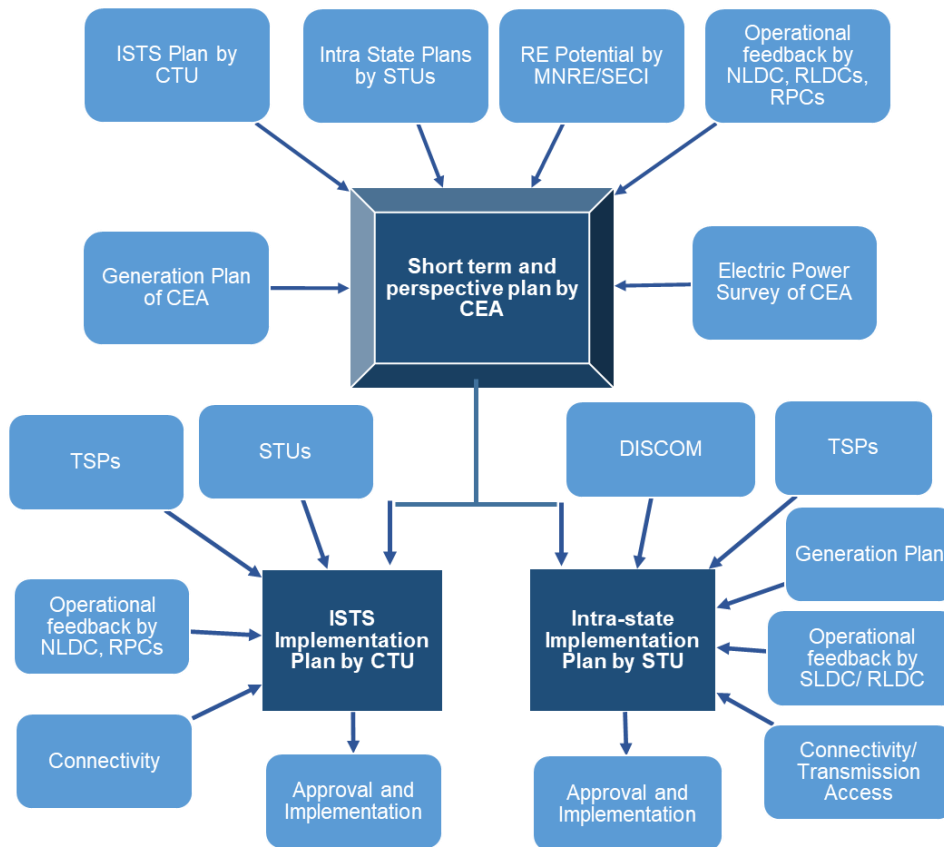 ISTS Plan by
CTU
Intra State Plans
by STUs
RE Potential by
MNRE/SECI
Operational
feedback by
NLDC, RLDCs,
RPCs
Generation Plan
of CEA
Short term and
perspective plan by
CEA
Electric Power
Survey of CEA
TSPs
STUs
DISCOM
TSPs
Generation Plan
Operational
feedback by
NLDC, RPCs
ISTS
Implementation
Plan by CTU
Intra-state
Implementation
Plan by STU
Operational
feedback by
SLDC/ RLDC
Connectivity
Approval and
Implementation
Approval and
Implementation
Connectivity/
Transmission
Access